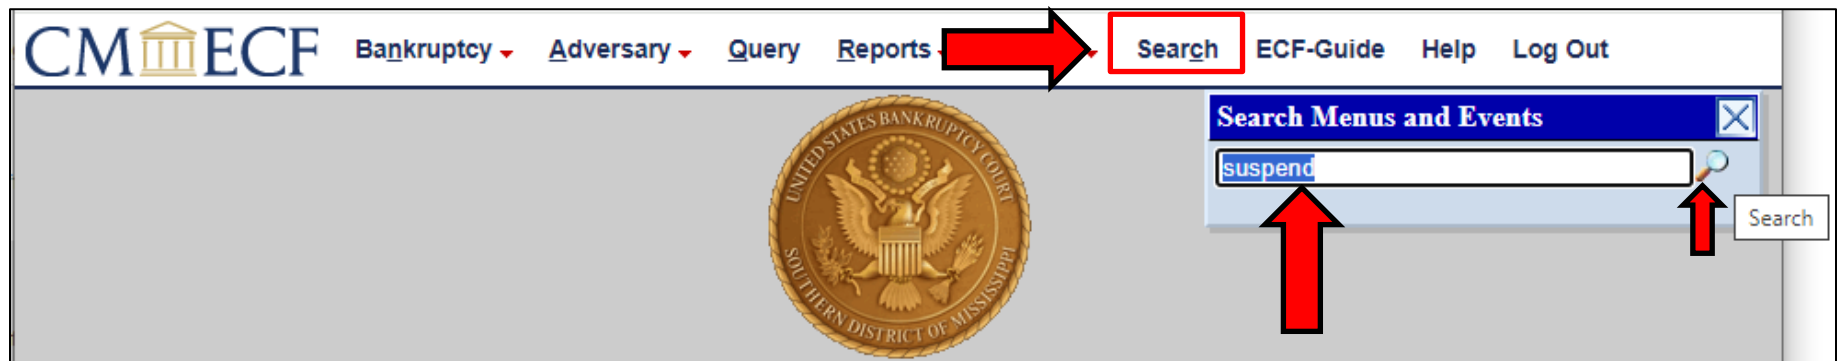 CM ECF Bankruptcy Adversary Query Reports Search ECF-Guide Help Log Out
Search Menus and Events
suspend
Search
UNITED STATES BANKRUPTCY COURT
SOUTHERN DISTRICT OF MISSISSIPPI